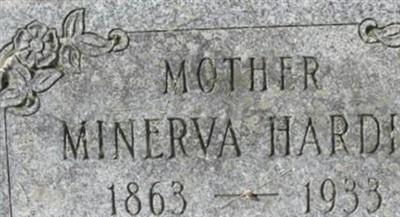 MOTHER
MINERVA HARDI
1863 — 1933